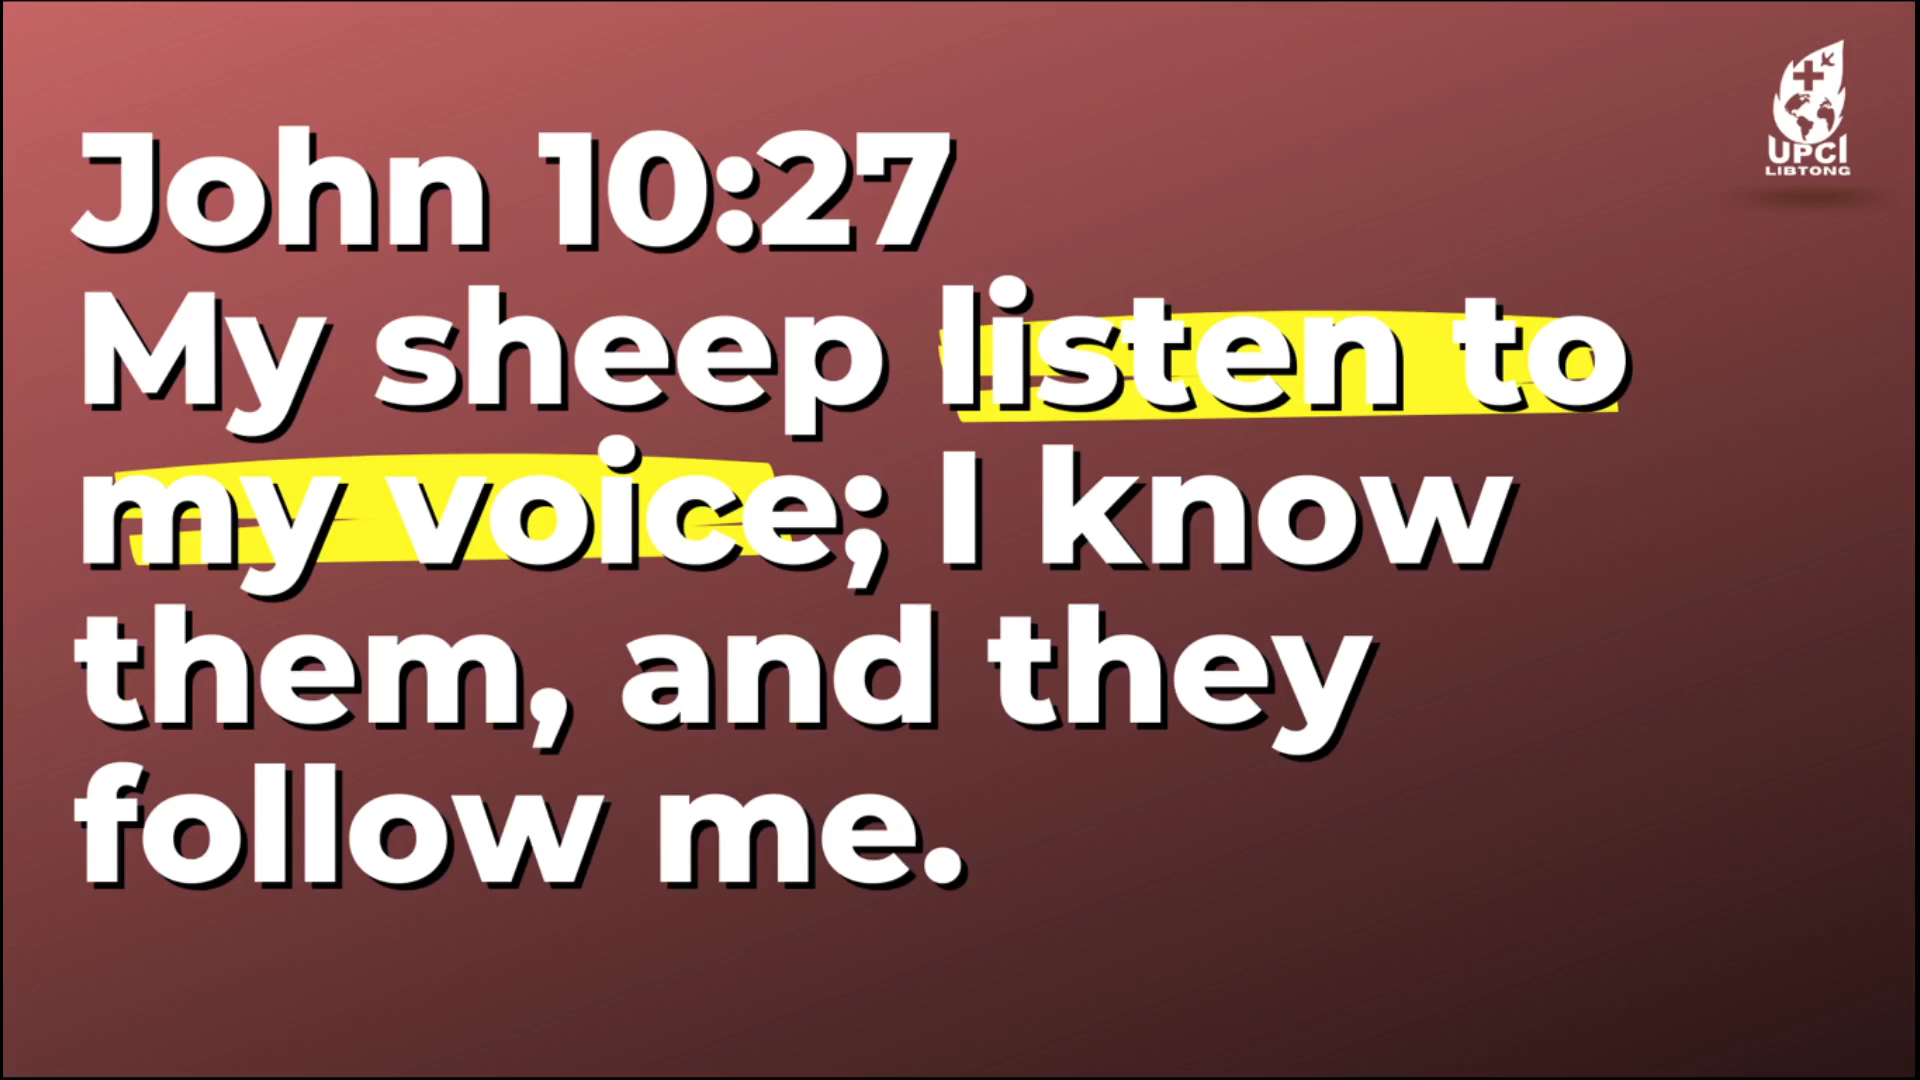 John 10:27
My sheep listen to
my voice; I know
them, and they
follow me.
UPCI
LIBTONG